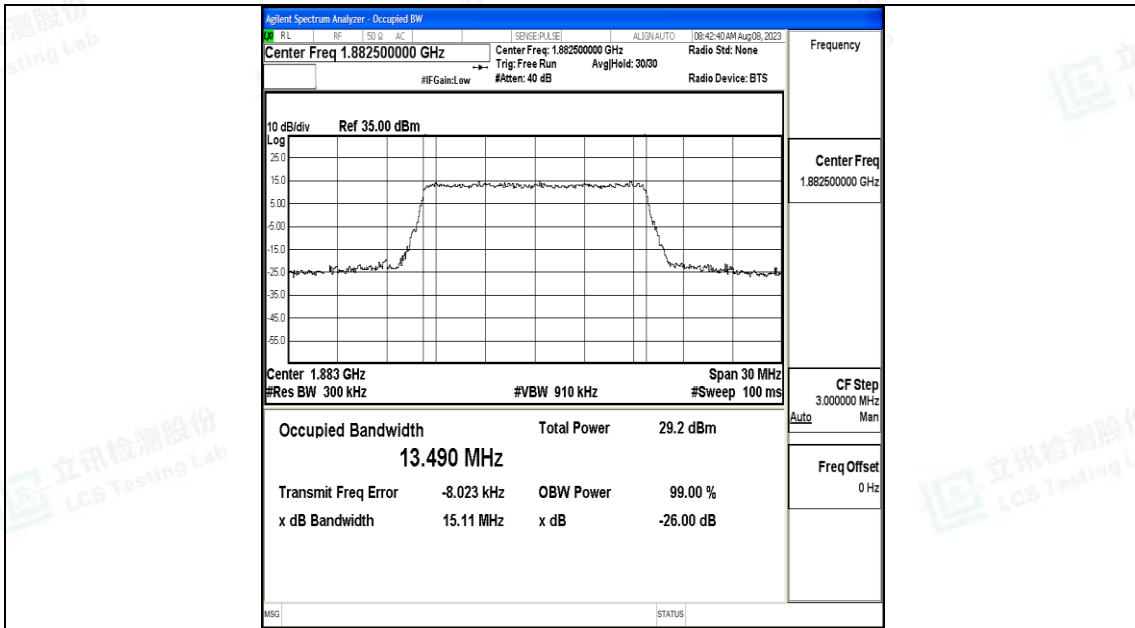 Agilent Spectrum Analyzer - Occupied BW
RL RF 50 Ω AC SENSE:PULSE ALIGN AUTO 08:42:40 AM Aug 08, 2023
Center Freq 1.882500000 GHz
Center Freq: 1.882500000 GHz
Radio Std: None
Trig: Free Run Avg|Hold: 30/30
#IFGain:Low
#Atten: 40 dB
Radio Device: BTS
Frequency
10 dB/div Ref 35.00 dBm
Log
25.0
15.0
5.00
-5.00
-15.0
-25.0
-35.0
-45.0
-55.0
Center 1.883 GHz
Span 30 MHz
#Res BW 300 kHz
#VBW 910 kHz
#Sweep 100 ms
Center Freq
1.882500000 GHz
CF Step
3.000000 MHz
Auto Man
Freq Offset
0 Hz
Occupied Bandwidth
13.490 MHz
Total Power 29.2 dBm
Transmit Freq Error -8.023 kHz
OBW Power 99.00 %
x dB Bandwidth 15.11 MHz
x dB -26.00 dB
MSG
STATUS
立讯检测股份
LCS Testing Lab
立讯检测股份
LCS Testing L
测股份
sting Lab
立